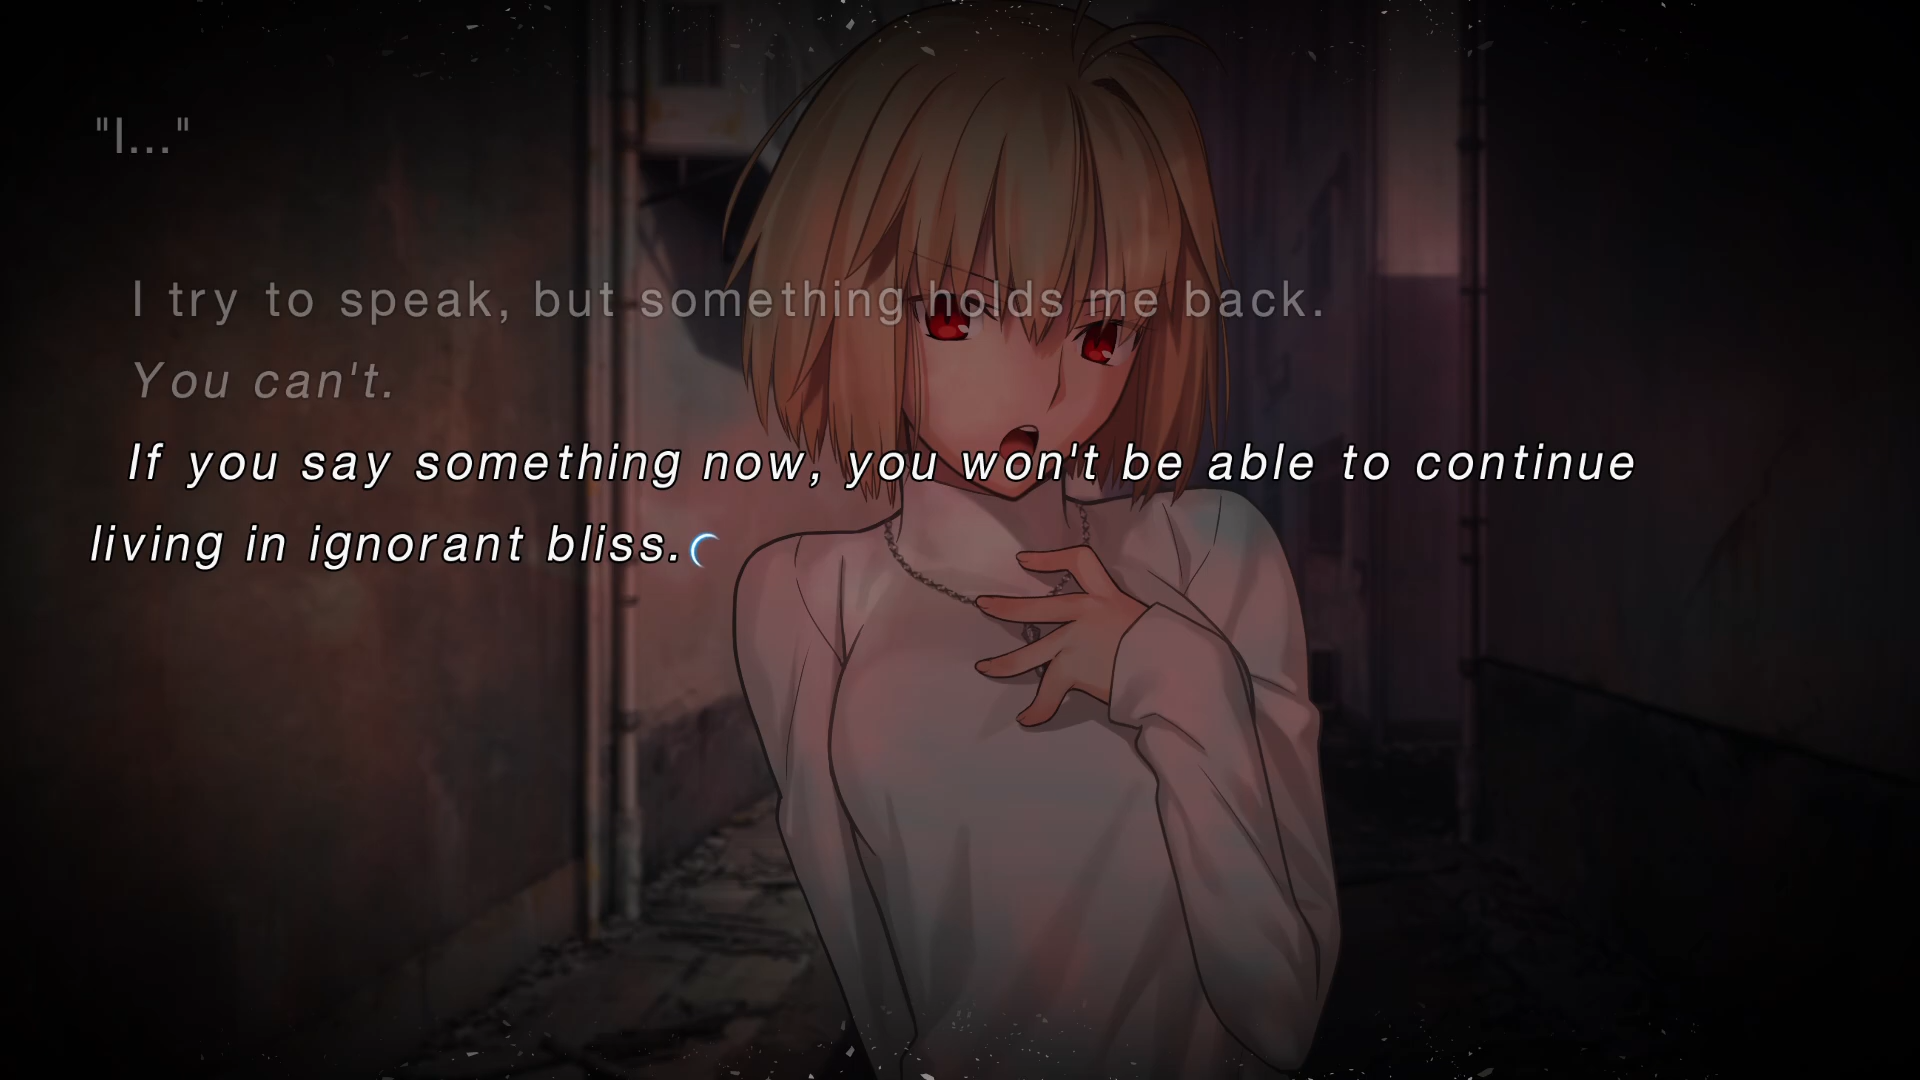 "I..."
I try to speak, but something holds me back.
You can't.
If you say something now, you won't be able to continue
living in ignorant bliss.